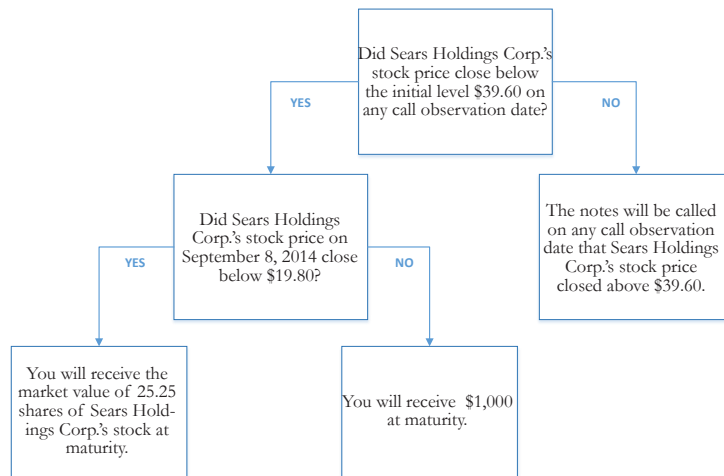 Did Sears Holdings Corp.'s
stock price close below
the initial level $39.60 on
any call observation date?
YES
NO
Did Sears Holdings
Corp.'s stock price on
September 8, 2014 close
below $19.80?
The notes will be called
on any call observation
date that Sears Holdings
Corp.'s stock price
closed above $39.60.
YES
NO
You will receive the
market value of 25.25
shares of Sears Hold-
ings Corp.'s stock at
maturity.
You will receive $1,000
at maturity.